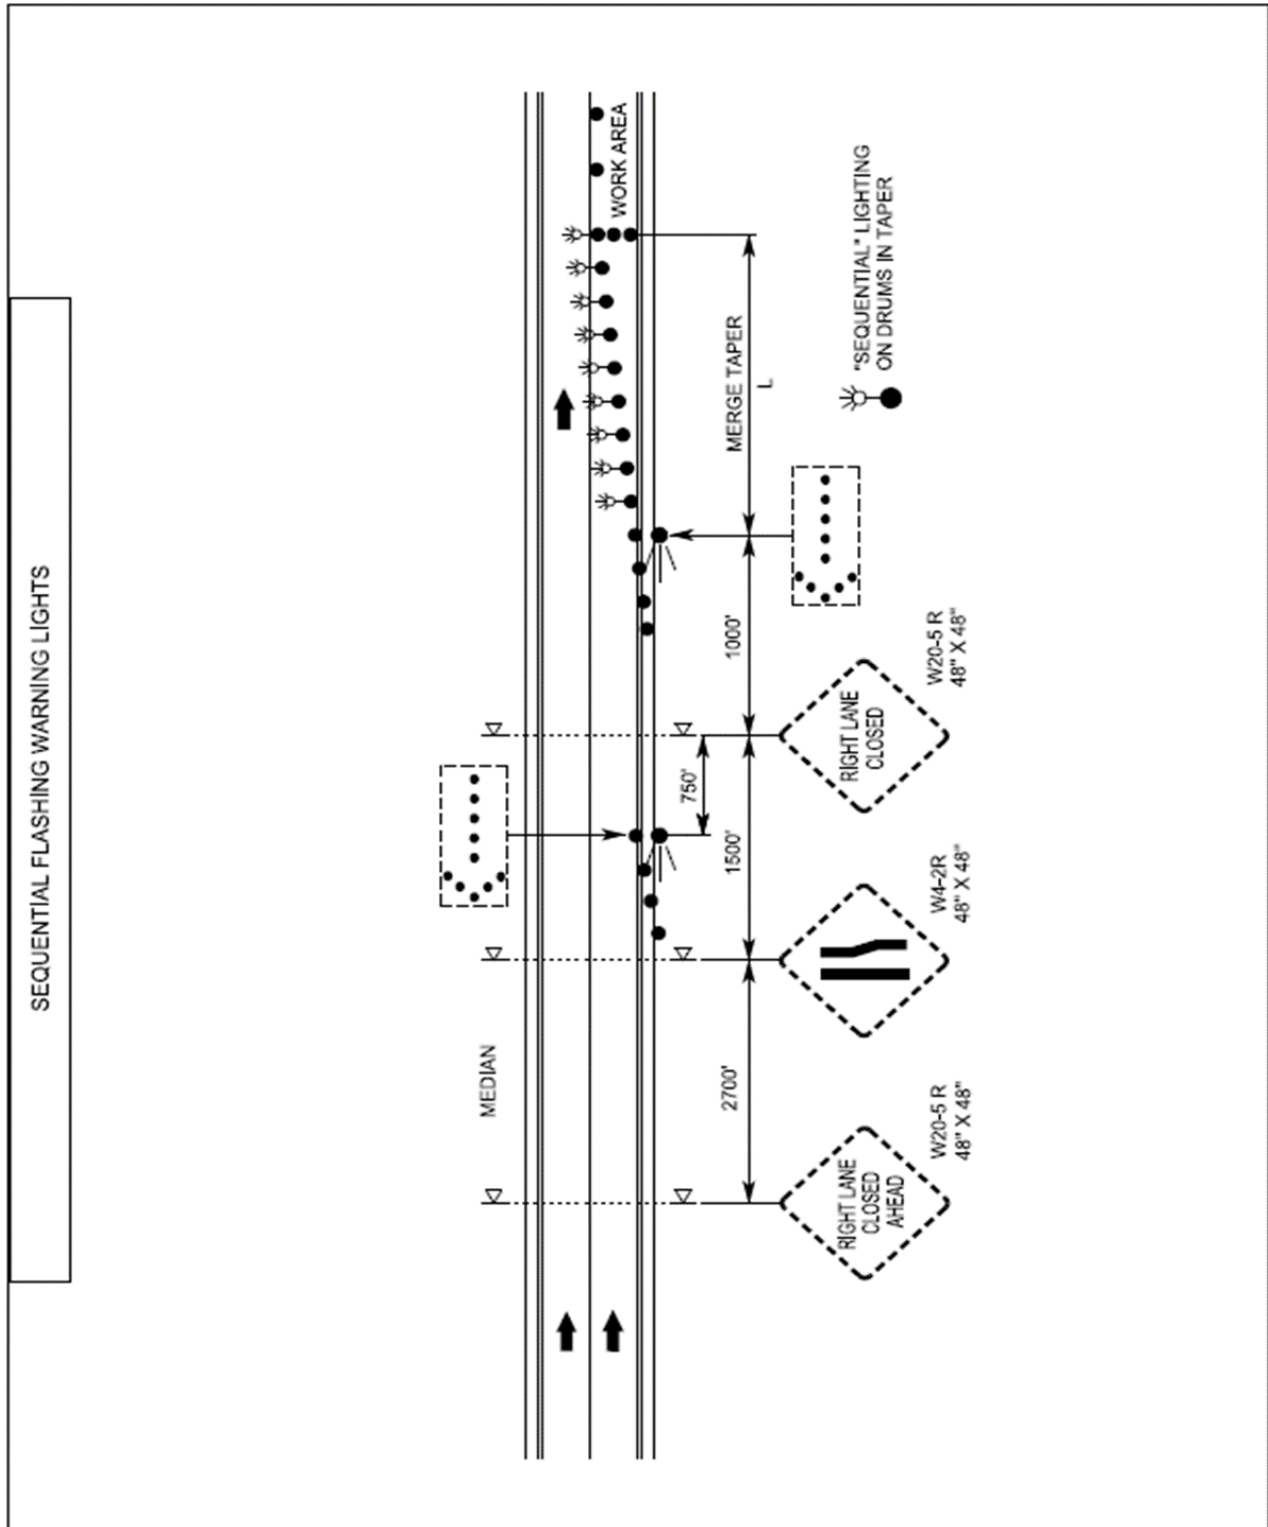 SEQUENTIAL FLASHING WARNING LIGHTS
MEDIAN
WORK AREA
MERGE TAPER
L
1000'
750'
1500'
2700'
"SEQUENTIAL" LIGHTING
ON DRUMS IN TAPER
RIGHT LANE
CLOSED
W20-5 R
48" X 48"
W4-2R
48" X 48"
RIGHT LANE
CLOSED
AHEAD
W20-5 R
48" X 48"